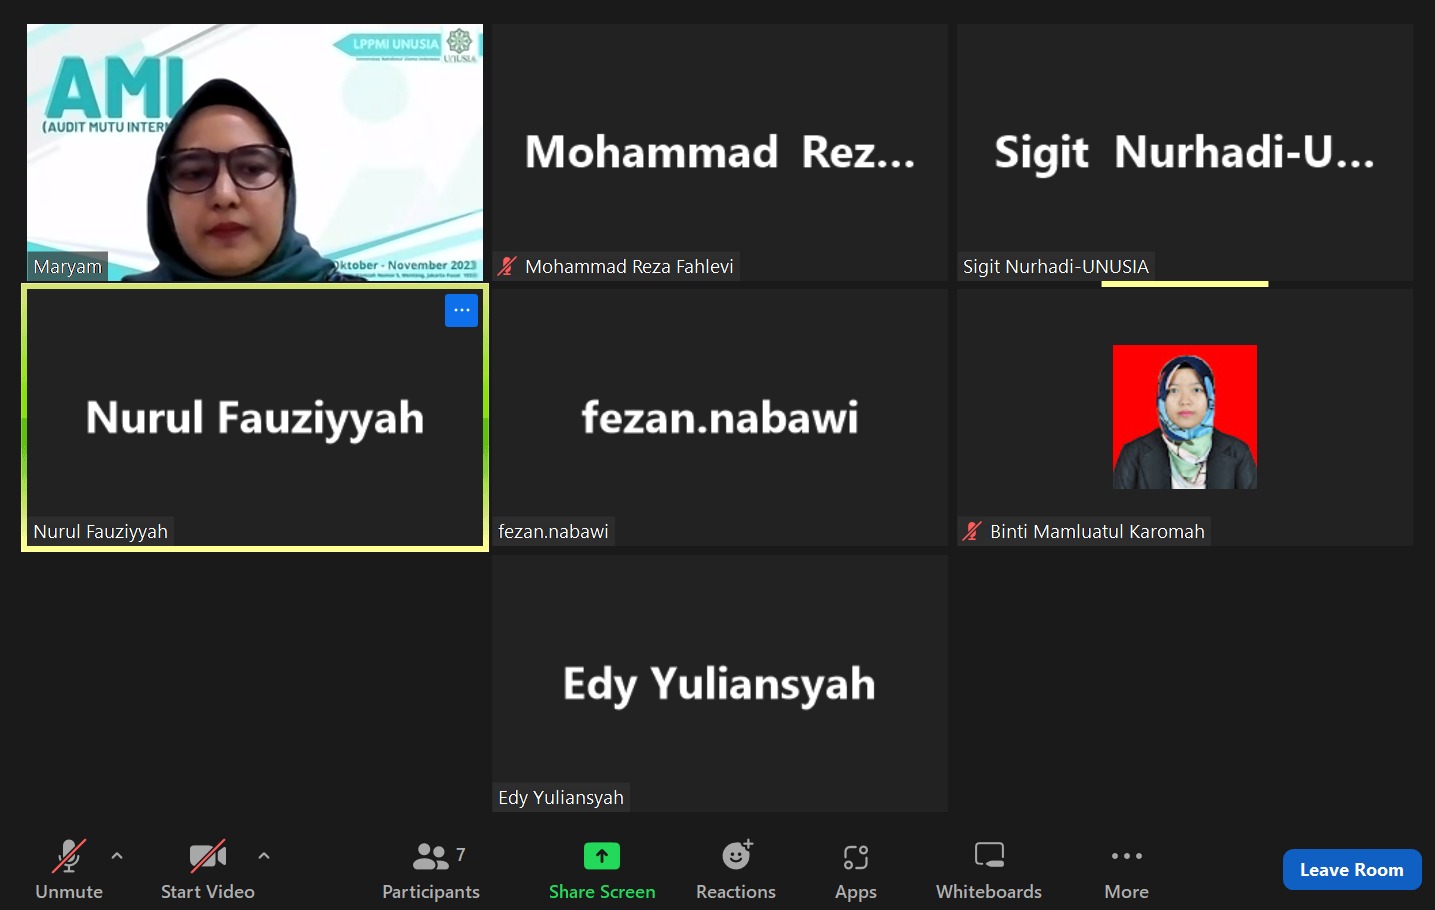 LPPMI UNUSIA
UNUSIA
AMI
(AUDIT MUTU INTER
Oktober - November 2023
Maryam
Mohammad Rez...
Mohammad Reza Fahlevi
Sigit Nurhadi-U...
Sigit Nurhadi-UNUSIA
Nurul Fauziyyah
Nurul Fauziyyah
fezan.nabawi
fezan.nabawi
Binti Mamluatul Karomah
Edy Yuliansyah
Edy Yuliansyah
7
Unmute
Start Video
Participants
Share Screen
Reactions
Apps
Whiteboards
More
Leave Room